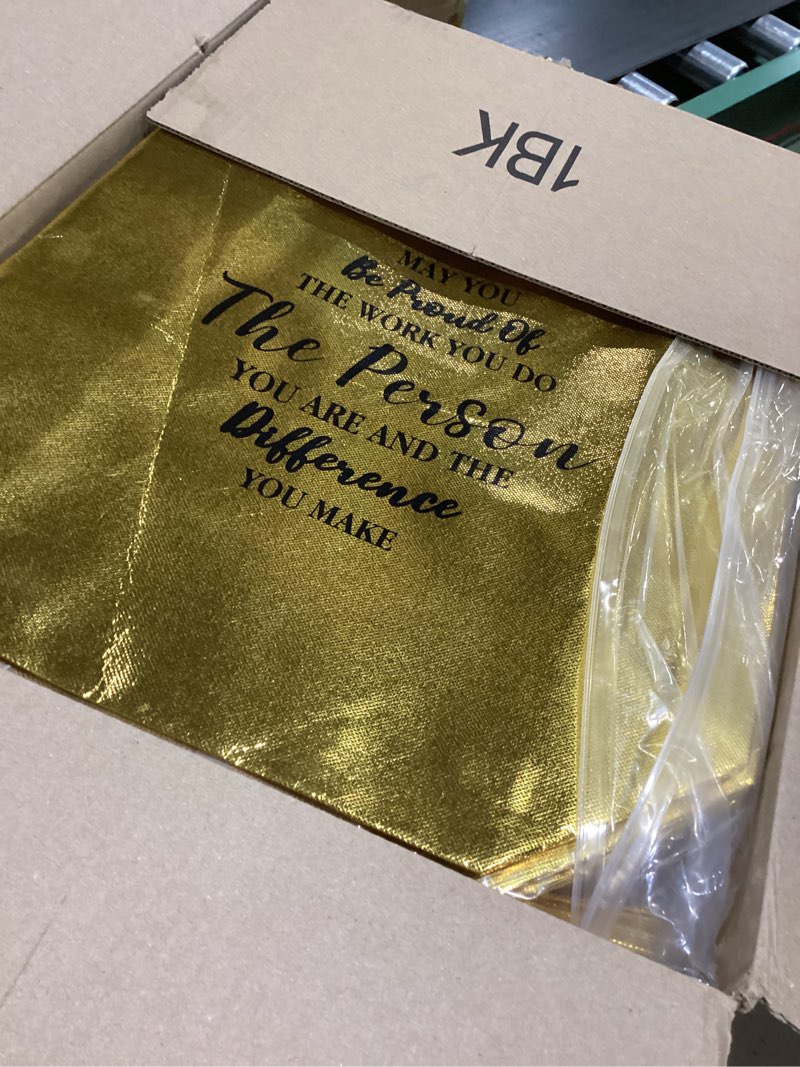 1BK
MAY YOU
Be Proud Of
THE WORK YOU DO
The Person
YOU ARE AND THE
Difference
YOU MAKE